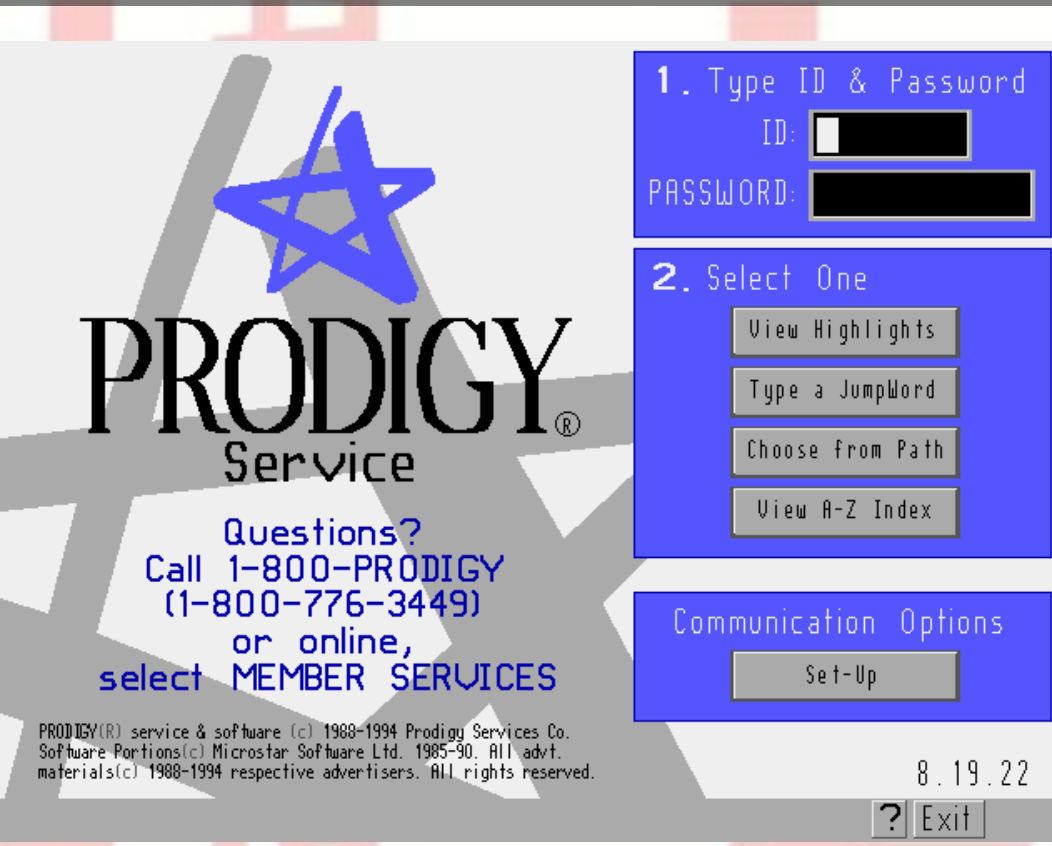 PRODIGY®
Service
Questions?
Call 1-800-PRODIGY
(1-800-776-3449)
or online,
select MEMBER SERVICES
PRODIGY(R) service & software (c) 1988-1994 Prodigy Services Co.
Software Portions(c) Microstar Software Ltd. 1985-90. All advt.
materials(c) 1988-1994 respective advertisers. All rights reserved.
1. Type ID & Password
ID:
PASSWORD:
2. Select One
View Highlights
Type a JumpWord
Choose from Path
View A-Z Index
Communication Options
Set-Up
8.19.22
? Exit